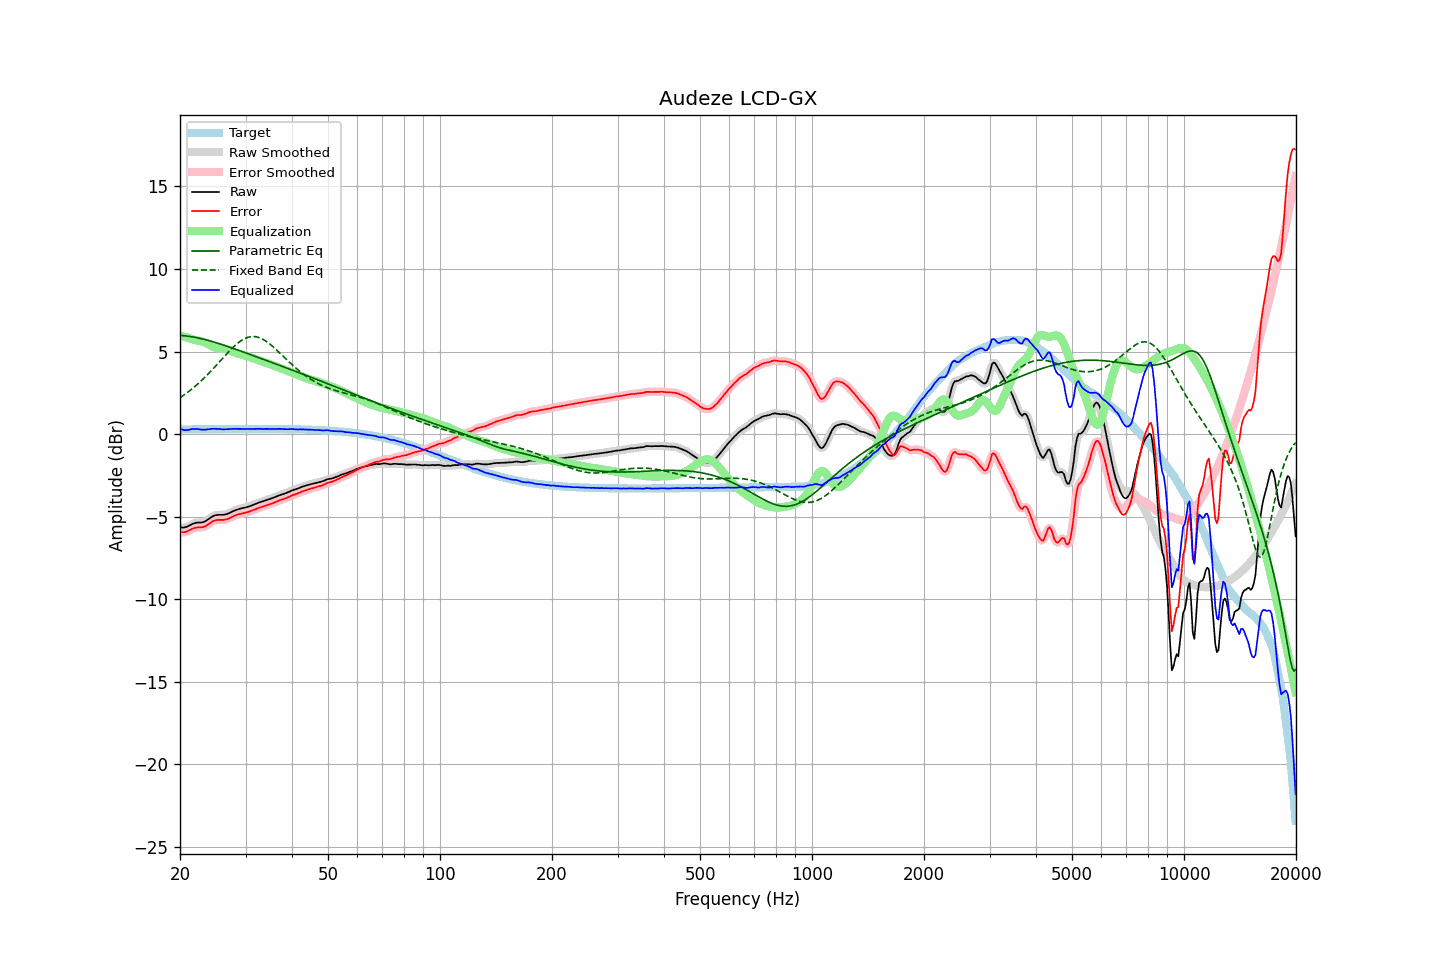 Audeze LCD-GX
Target
Raw Smoothed
Error Smoothed
Raw
Error
Equalization
Parametric Eq
Fixed Band Eq
Equalized
15
10
5
0
−5
−10
−15
−20
−25
Amplitude (dBr)
20 50 100 200 500 1000 2000 5000 10000 20000
Frequency (Hz)